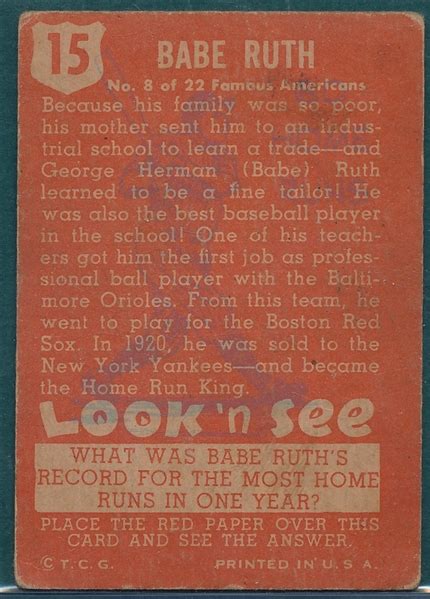 15
BABE RUTH
No. 8 of 22 Famous Americans
Because his family was so poor,
his mother sent him to an indus-
trial school to learn a trade—and
George Herman (Babe) Ruth
learned to be a fine tailor! He
was also the best baseball player
in the school! One of his teach-
ers got him the first job as profes-
sional ball player with the Balti-
more Orioles. From this team, he
went to play for the Boston Red
Sox. In 1920, he was sold to the
New York Yankees—and became
the Home Run King.
LOOK 'n SEE
WHAT WAS BABE RUTH'S
RECORD FOR THE MOST HOME
RUNS IN ONE YEAR?
PLACE THE RED PAPER OVER THIS
CARD AND SEE THE ANSWER.
© T. C. G. PRINTED IN U. S. A.